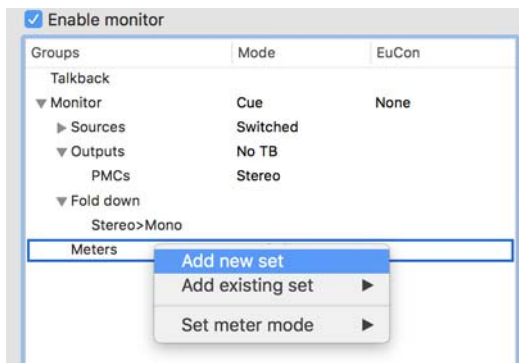 Enable monitor
Groups Mode EuCon
Talkback
Monitor Cue None
Sources Switched
Outputs No TB
PMCs Stereo
Fold down
Stereo>Mono
Meters
Add new set
Add existing set
Set meter mode